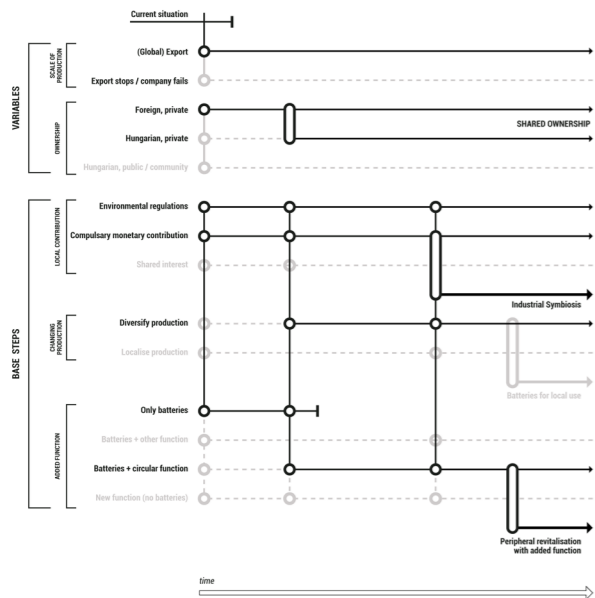 Current situation
VARIABLES
SCALE OF
PRODUCTION
(Global) Export
Export stops / company fails
OWNERSHIP
Foreign, private
SHARED OWNERSHIP
Hungarian, private
Hungarian, public / community
BASE STEPS
LOCAL CONTRIBUTION
Environmental regulations
Compulsary monetary contribution
Shared interest
Industrial Symbiosis
CHANGING
PRODUCTION
Diversify production
Localise production
Batteries for local use
ADDED FUNCTION
Only batteries
Batteries + other function
Batteries + circular function
New function (no batteries)
Peripheral revitalisation
with added function
time